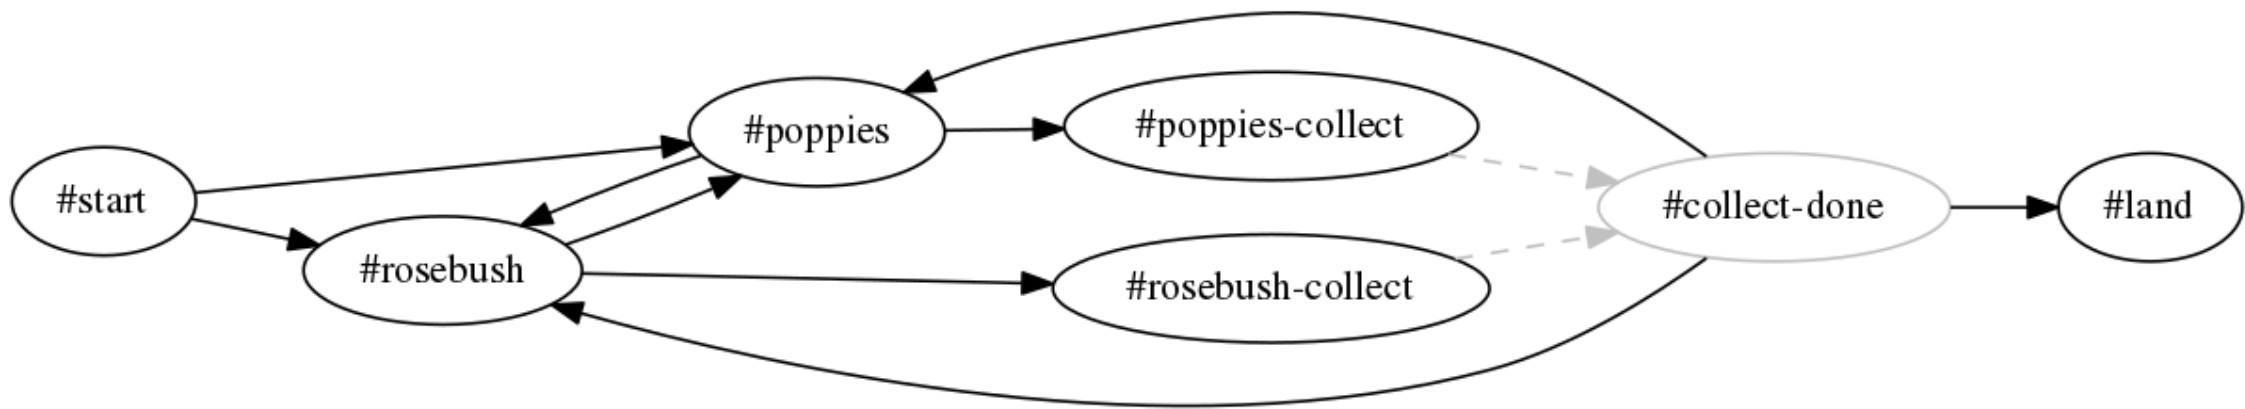 #start
#poppies
#rosebush
#poppies-collect
#rosebush-collect
#collect-done
#land